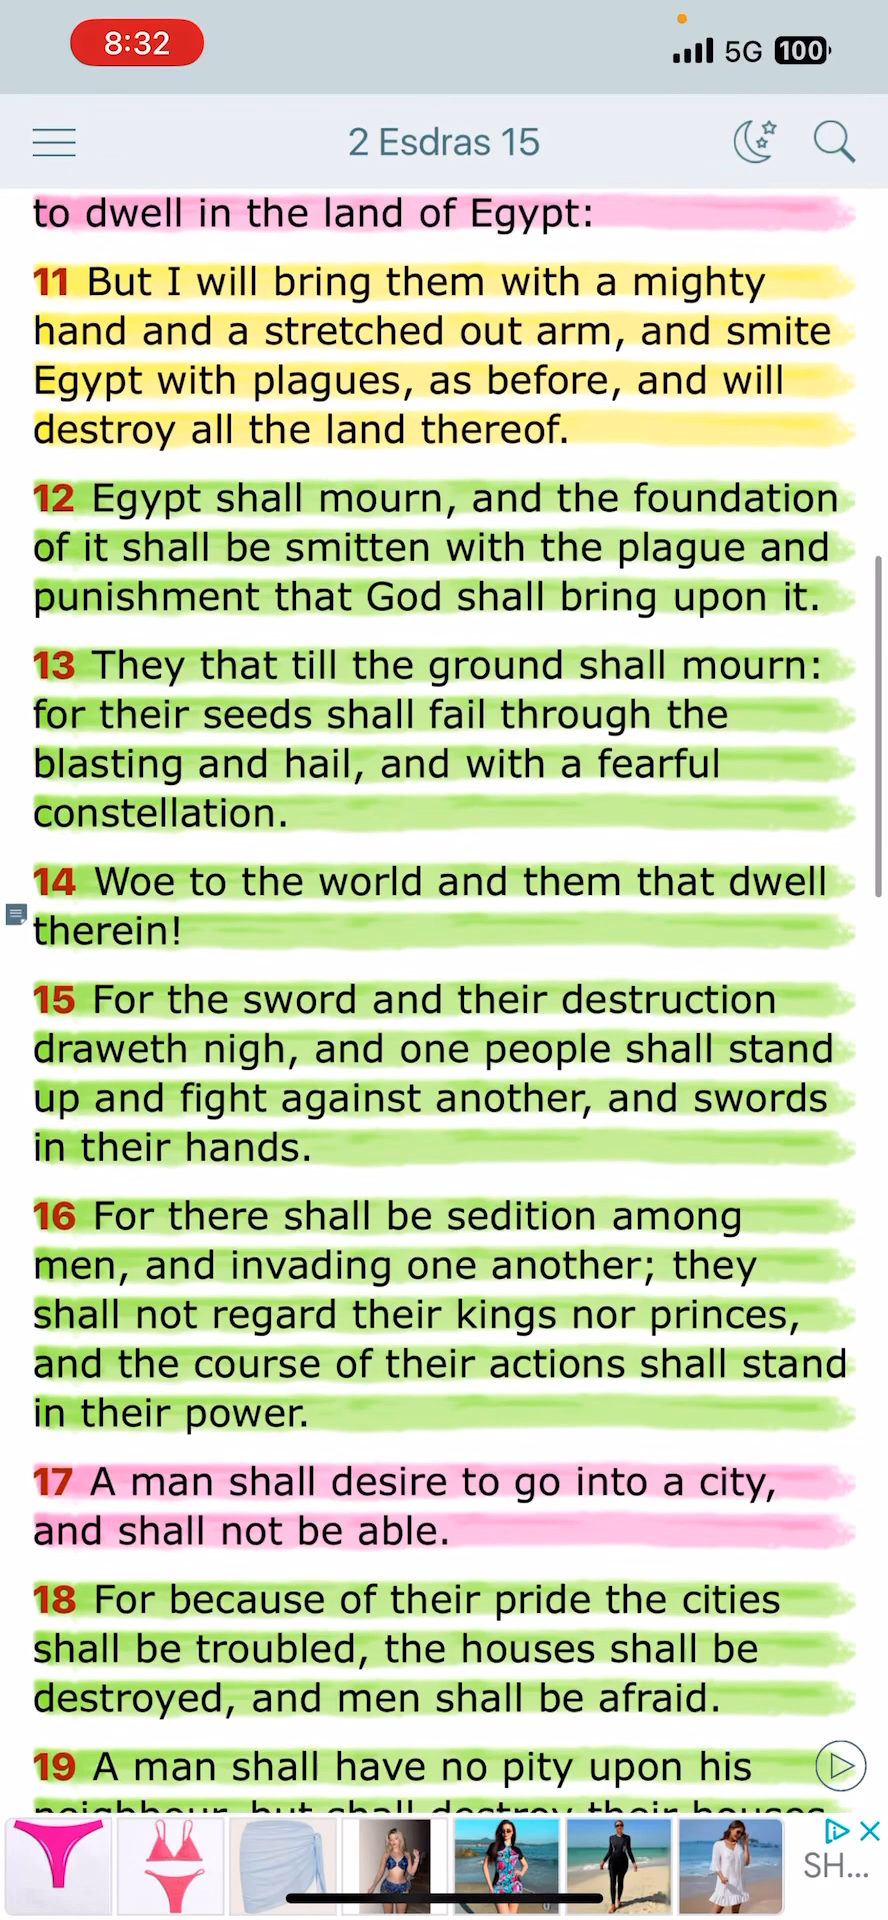 8:32
5G 100
2 Esdras 15
to dwell in the land of Egypt:
11 But I will bring them with a mighty
hand and a stretched out arm, and smite
Egypt with plagues, as before, and will
destroy all the land thereof.
12 Egypt shall mourn, and the foundation
of it shall be smitten with the plague and
punishment that God shall bring upon it.
13 They that till the ground shall mourn:
for their seeds shall fail through the
blasting and hail, and with a fearful
constellation.
14 Woe to the world and them that dwell
therein!
15 For the sword and their destruction
draweth nigh, and one people shall stand
up and fight against another, and swords
in their hands.
16 For there shall be sedition among
men, and invading one another; they
shall not regard their kings nor princes,
and the course of their actions shall stand
in their power.
17 A man shall desire to go into a city,
and shall not be able.
18 For because of their pride the cities
shall be troubled, the houses shall be
destroyed, and men shall be afraid.
19 A man shall have no pity upon his
neighbour, but shall destroy their houses
SH...